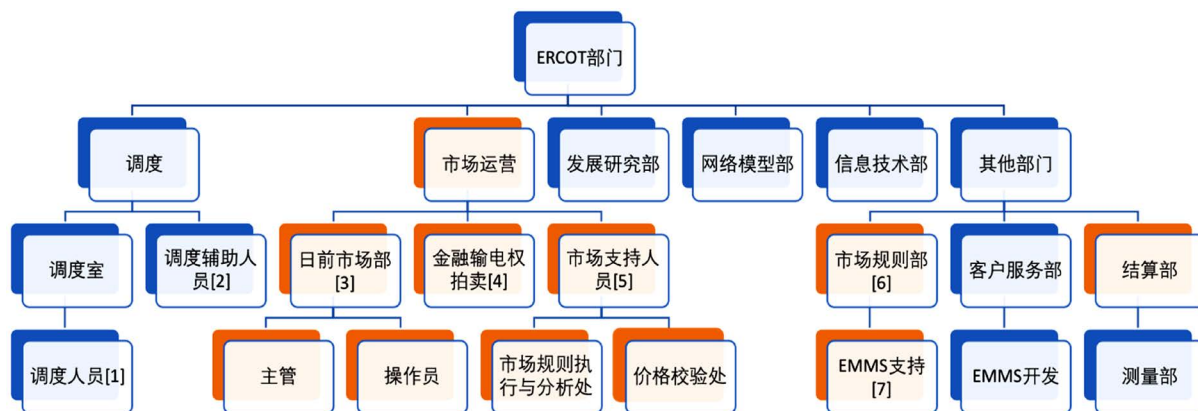 ERCOT部门
调度
市场运营
发展研究部
网络模型部
信息技术部
其他部门
调度室
调度辅助人
员[2]
日前市场部
[3]
金融输电权
拍卖[4]
市场支持人
员[5]
市场规则部
[6]
客户服务部
结算部
调度人员[1]
主管
操作员
市场规则执
行与分析处
价格校验处
EMMS支持
[7]
EMMS开发
测量部